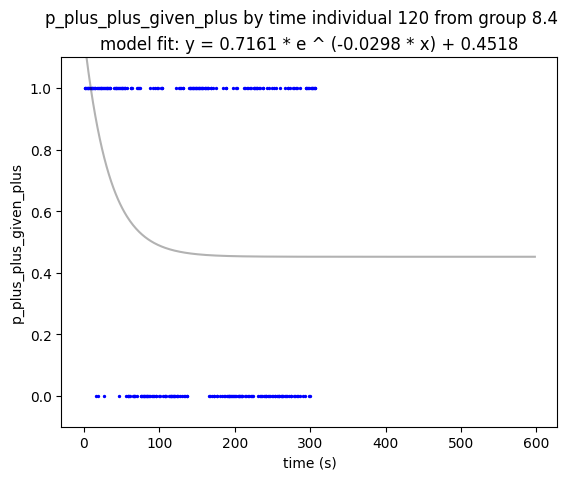 p_plus_plus_given_plus by time individual 120 from group 8.4
model fit: y = 0.7161 * e ^ (-0.0298 * x) + 0.4518
1.0
0.8
0.6
0.4
0.2
0.0
p_plus_plus_given_plus
0 100 200 300 400 500 600
time (s)